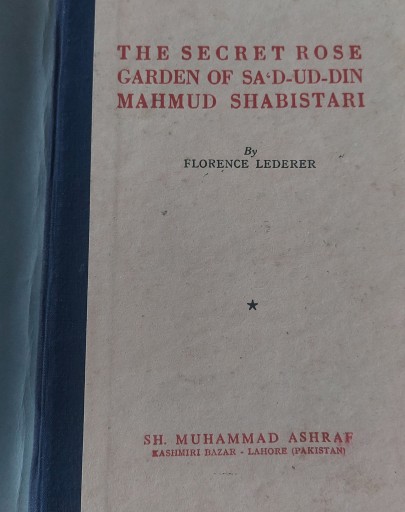 THE SECRET ROSE
GARDEN OF SA‘D-UD-DIN
MAHMUD SHABISTARI
By
FLORENCE LEDERER
SH. MUHAMMAD ASHRAF
KASHMIRI BAZAR - LAHORE (PAKISTAN)